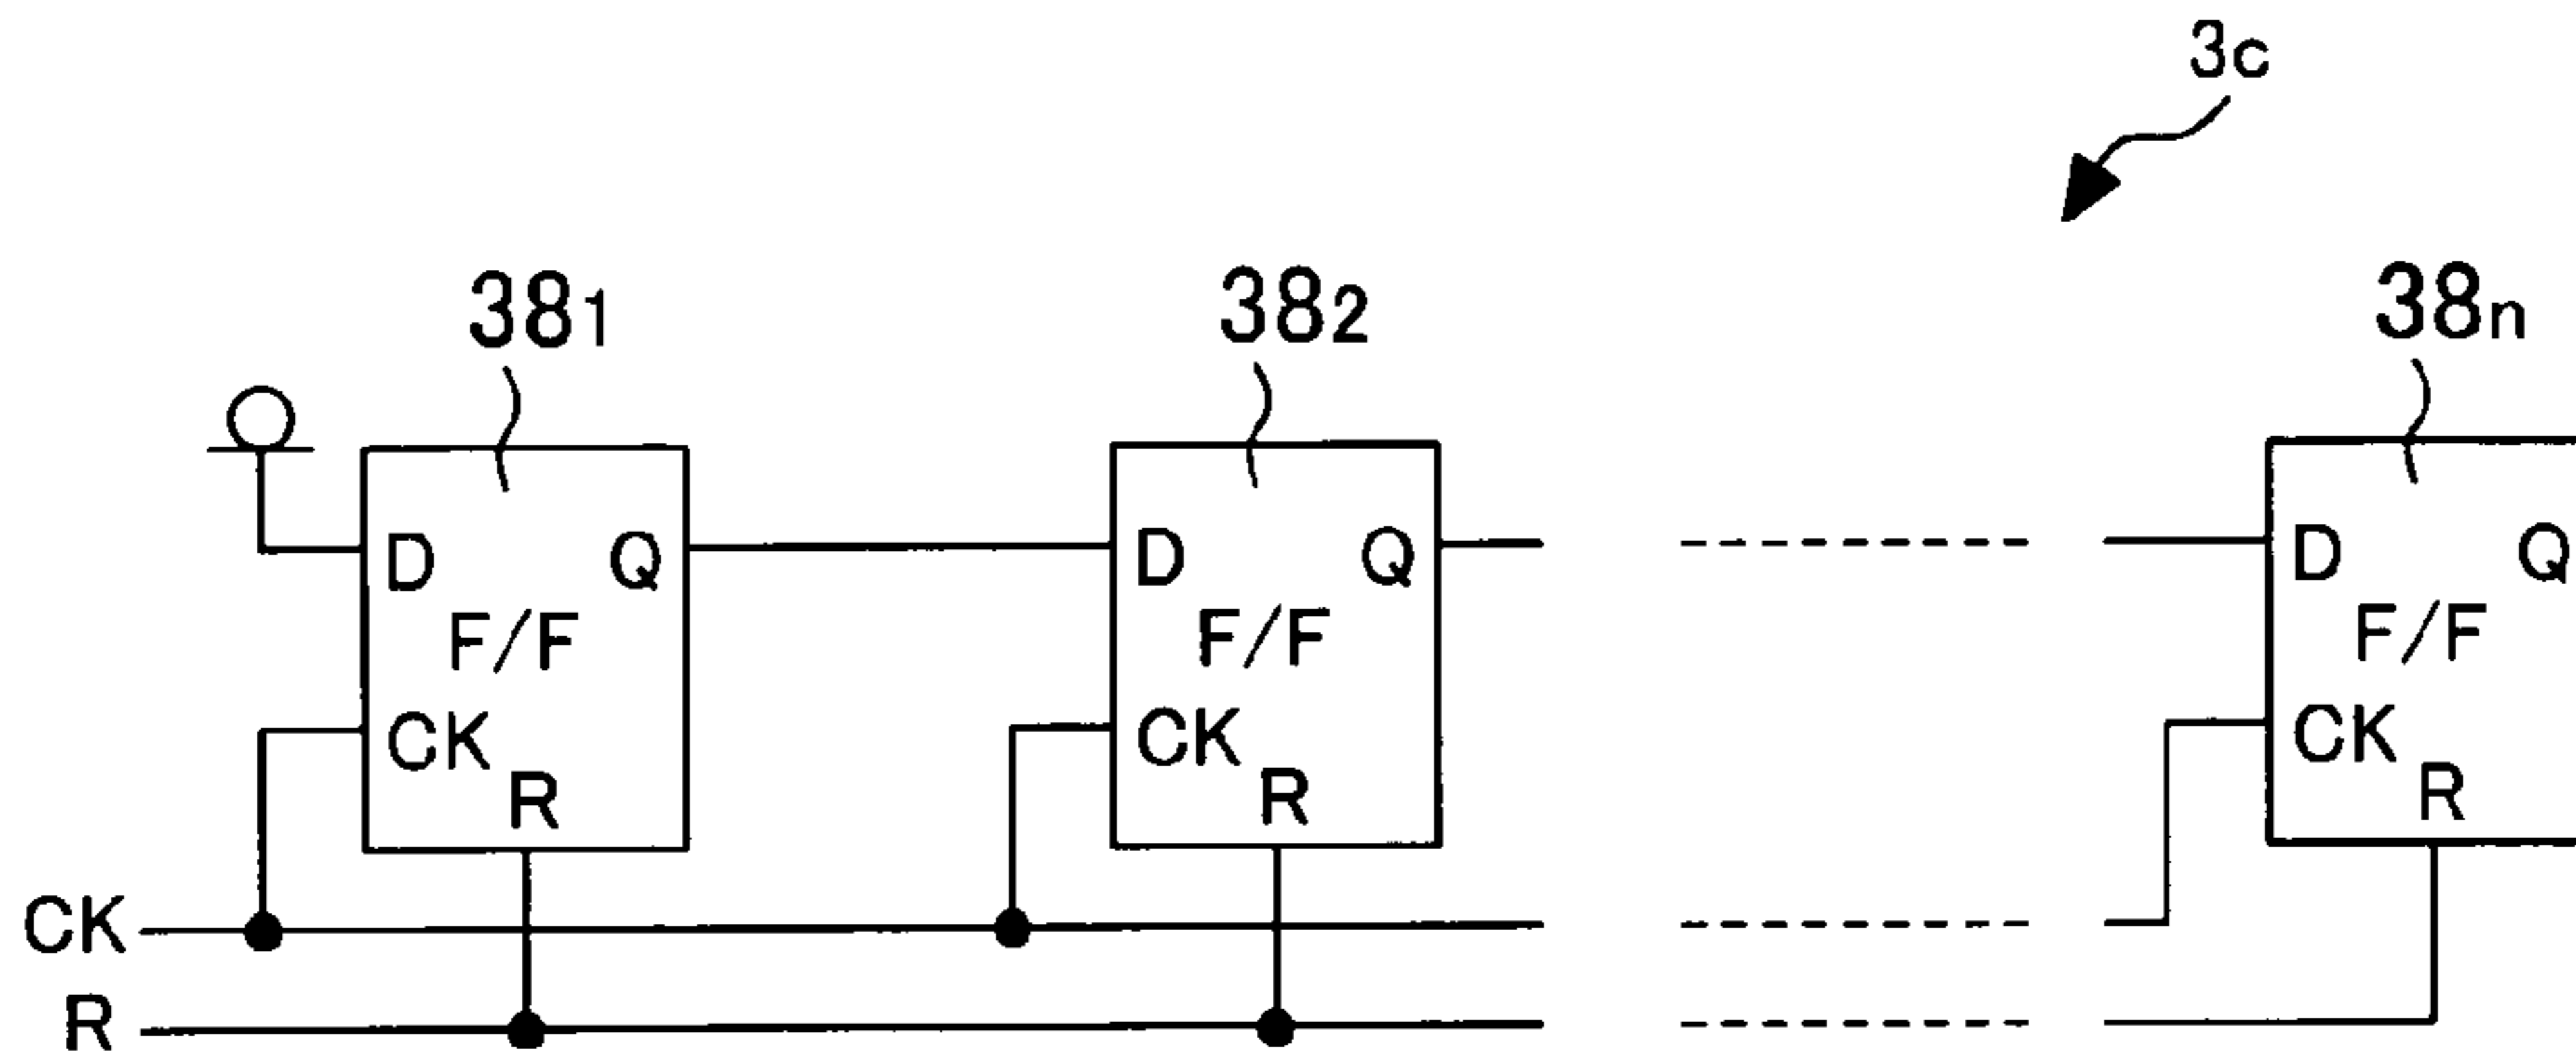 3c
38₁ 38₂ 38n
D Q D Q D Q
F/F F/F F/F
CK CK CK
R R R
CK
R